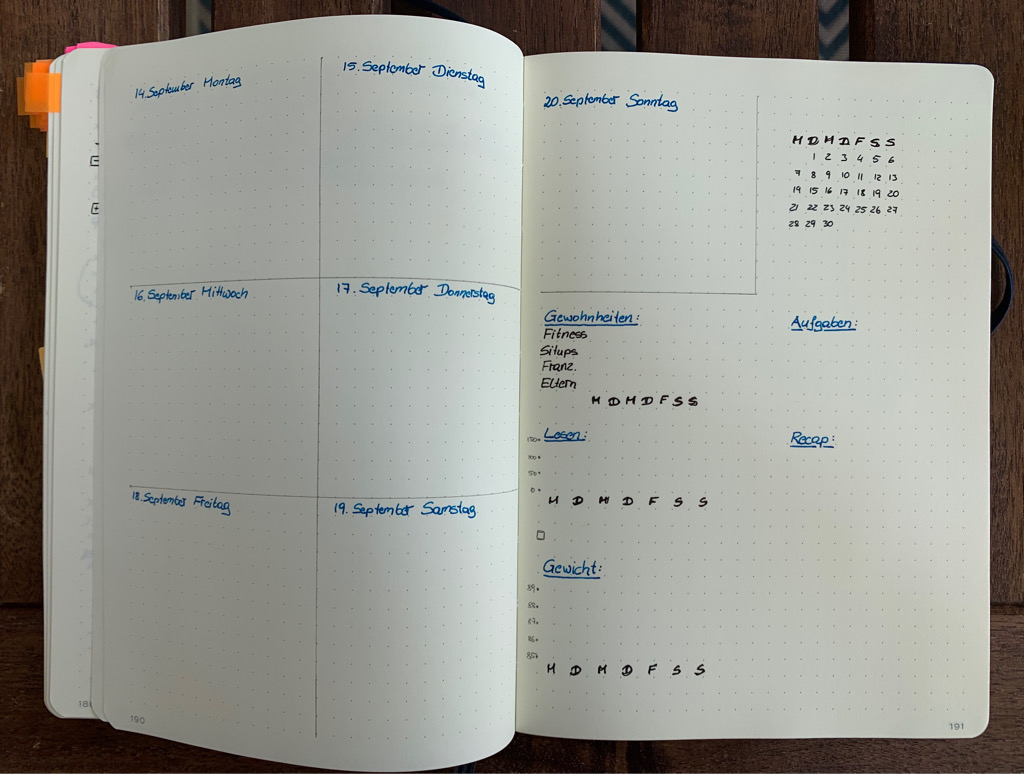 14. September Montag
15. September Dienstag
16. September Mittwoch
17. September Donnerstag
18. September Freitag
19. September Samstag
190
20. September Sonntag
M D M D F S S
1 2 3 4 5 6
7 8 9 10 11 12 13
19 15 16 17 18 19 20
21 22 23 24 25 26 27
28 29 30
Gewohnheiten:
Fitness
Situps
Franz.
Eltern
M D M D F S S
Aufgaben:
Lesen:
150
100
50
0
M D M D F S S
Recap:
Gewicht:
89
88
87
86
85
M D M D F S S
191